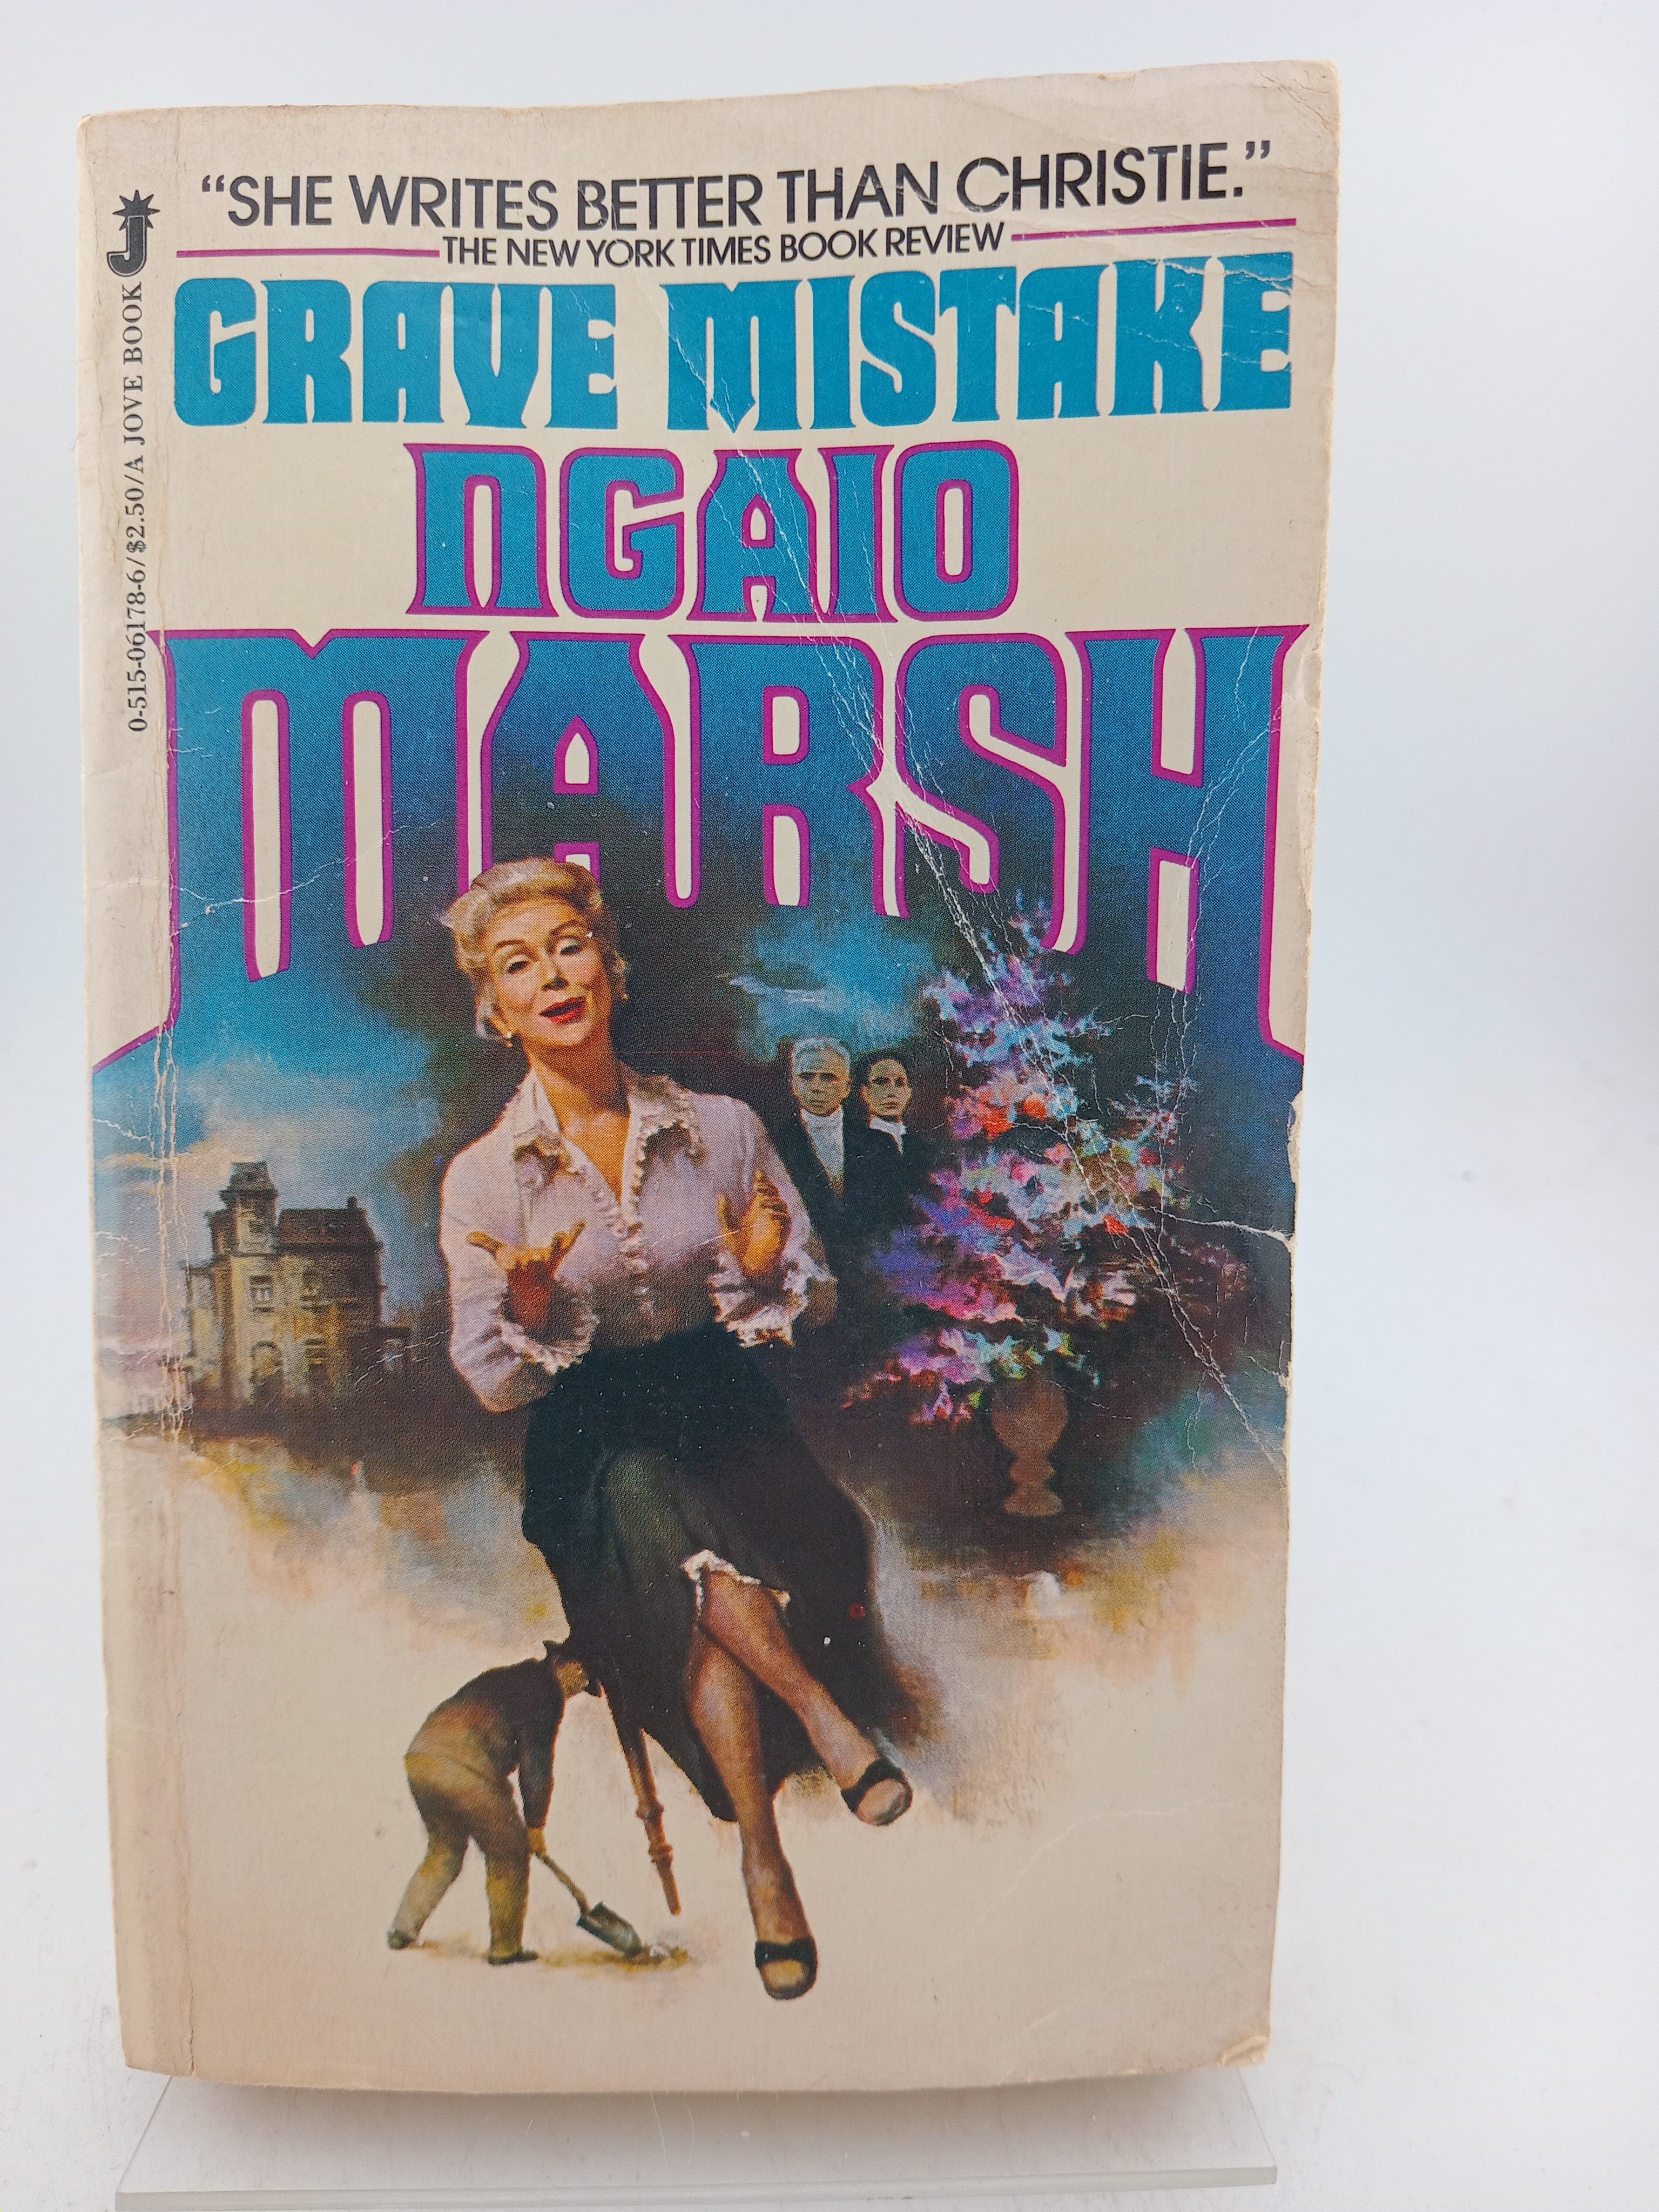 "SHE WRITES BETTER THAN CHRISTIE."
THE NEW YORK TIMES BOOK REVIEW
GRAVE MISTAKE
NGAIO
MARSH
J
0-515-06178-6/$2.50/A JOVE BOOK